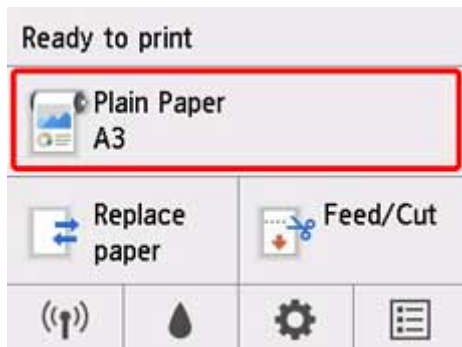 Ready to print
Plain Paper
A3
Replace
paper
Feed/Cut